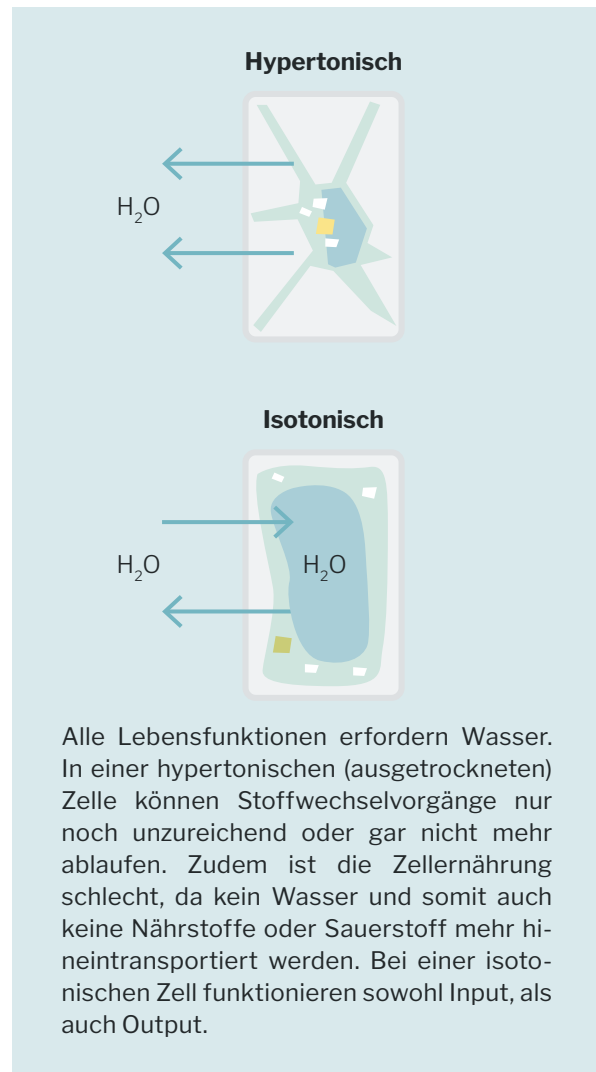 Hypertonisch
H₂O
Isotonisch
H₂O H₂O
Alle Lebensfunktionen erfordern Wasser.
In einer hypertonischen (ausgetrockneten)
Zelle können Stoffwechselvorgänge nur
noch unzureichend oder gar nicht mehr
ablaufen. Zudem ist die Zellernährung
schlecht, da kein Wasser und somit auch
keine Nährstoffe oder Sauerstoff mehr hi-
neintransportiert werden. Bei einer isoto-
nischen Zell funktionieren sowohl Input, als
auch Output.